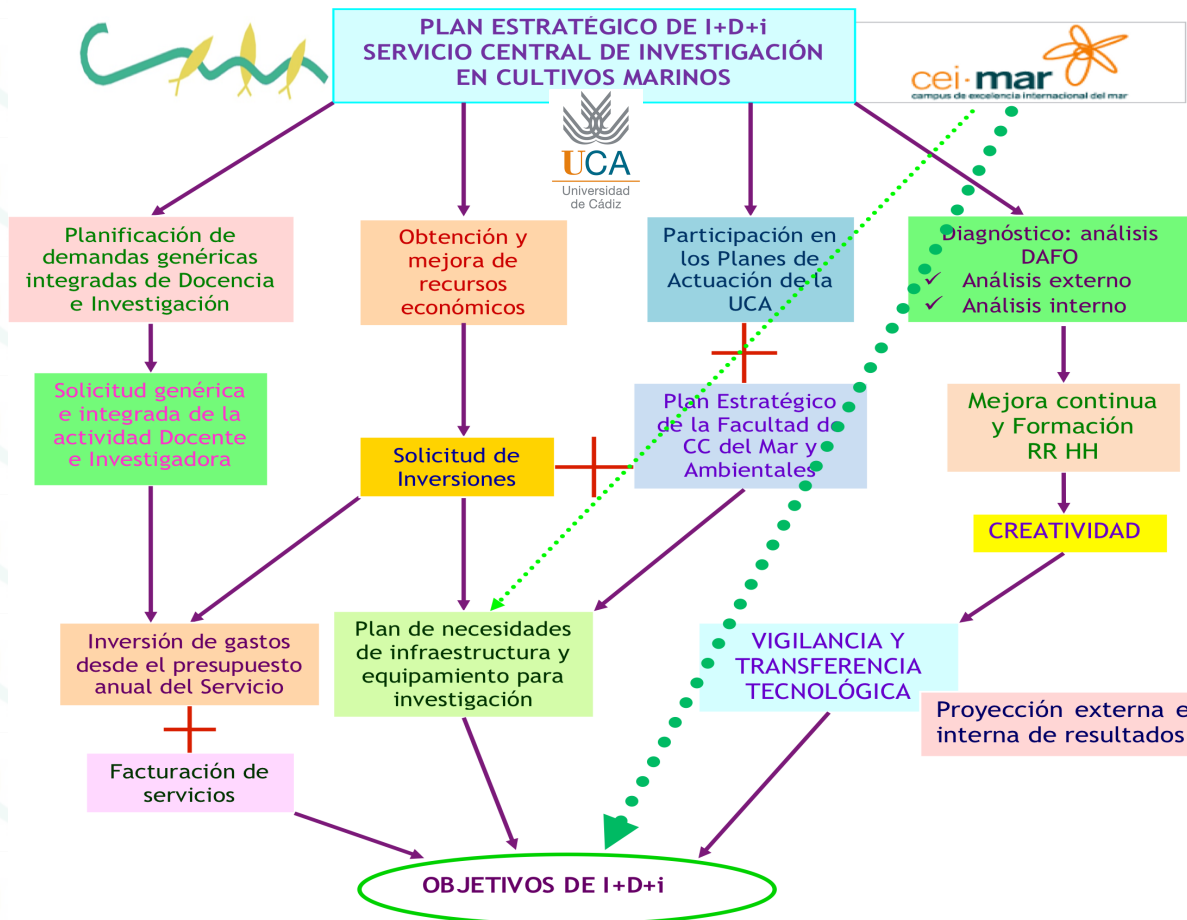 PLAN ESTRATÉGICO DE I+D+i
SERVICIO CENTRAL DE INVESTIGACIÓN
EN CULTIVOS MARINOS
cei·mar
campus de excelencia internacional del mar
UCA
Universidad
de Cádiz
Planificación de
demandas genéricas
integradas de Docencia
e Investigación
Obtención y
mejora de
recursos
económicos
Participación en
los Planes de
Actuación de la
UCA
Diagnóstico: análisis
DAFO
✓ Análisis externo
✓ Análisis interno
Solicitud genérica
e integrada de la
actividad Docente
e Investigadora
Solicitud de
Inversiones
Plan Estratégico
de la Facultad d
CC del Mar y
Ambientales
Mejora continua
y Formación
RR HH
CREATIVIDAD
Inversión de gastos
desde el presupuesto
anual del Servicio
Plan de necesidades
de infraestructura y
equipamiento para
investigación
VIGILANCIA Y
TRANSFERENCIA
TECNOLÓGICA
Proyección externa e
interna de resultados
Facturación de
servicios
OBJETIVOS DE I+D+i